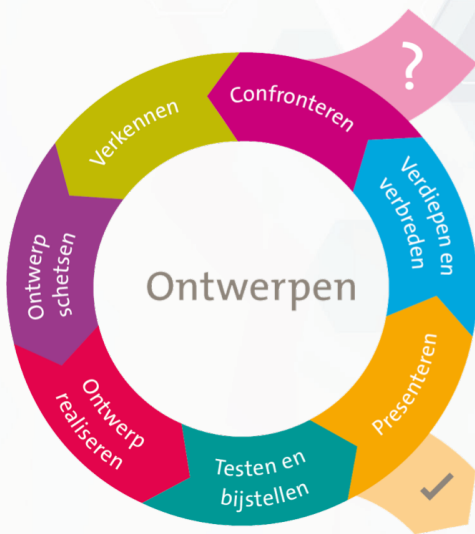 ?
Confronteren
Verkennen
Ontwerp
schetsen
Ontwerp
realiseren
Testen en
bijstellen
Presenteren
Verdiepen en
verbreden
Ontwerpen